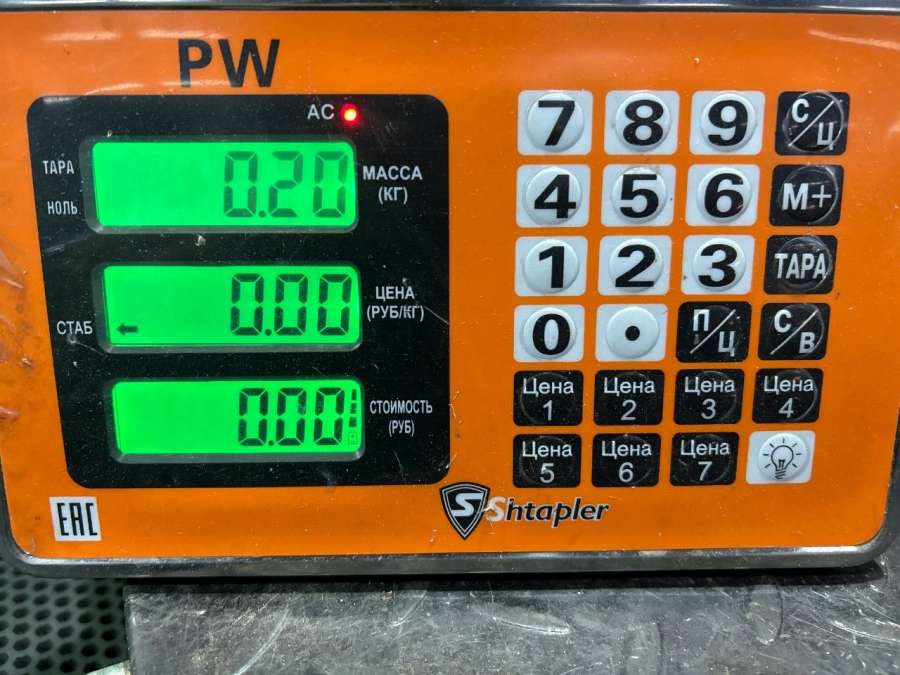 PW
AC
ТАРА
НОЛЬ
0.20
МАССА
(КГ)
СТАБ
0.00
ЦЕНА
(РУБ/КГ)
0.00
СТОИМОСТЬ
(РУБ)
7 8 9 С/Ц
4 5 6 М+
1 2 3 ТАРА
0 • П/Ц С/В
Цена 1 Цена 2 Цена 3 Цена 4
Цена 5 Цена 6 Цена 7
EAC
S Shtapler